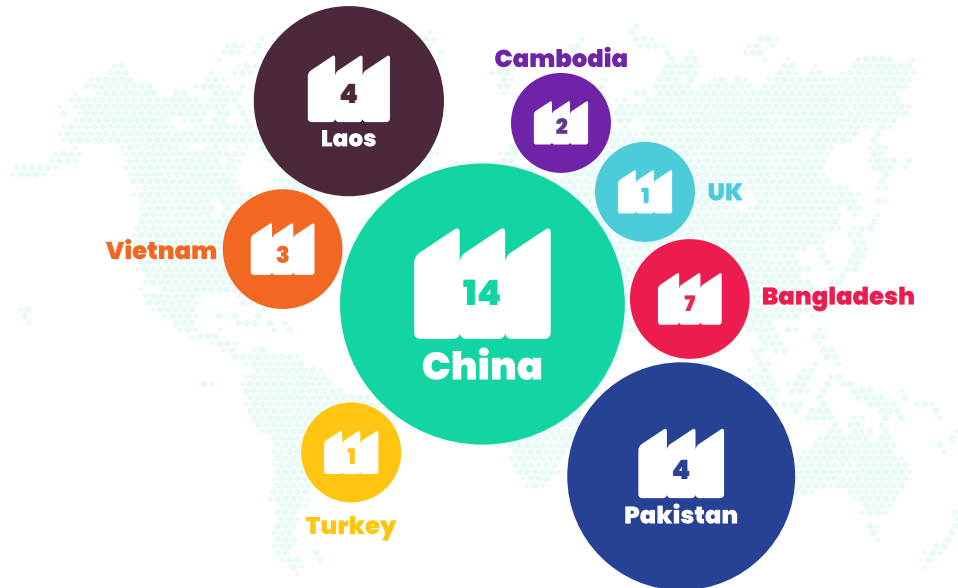 4
Laos
Cambodia
2
1
UK
Vietnam
3
14
China
7
Bangladesh
1
Turkey
4
Pakistan